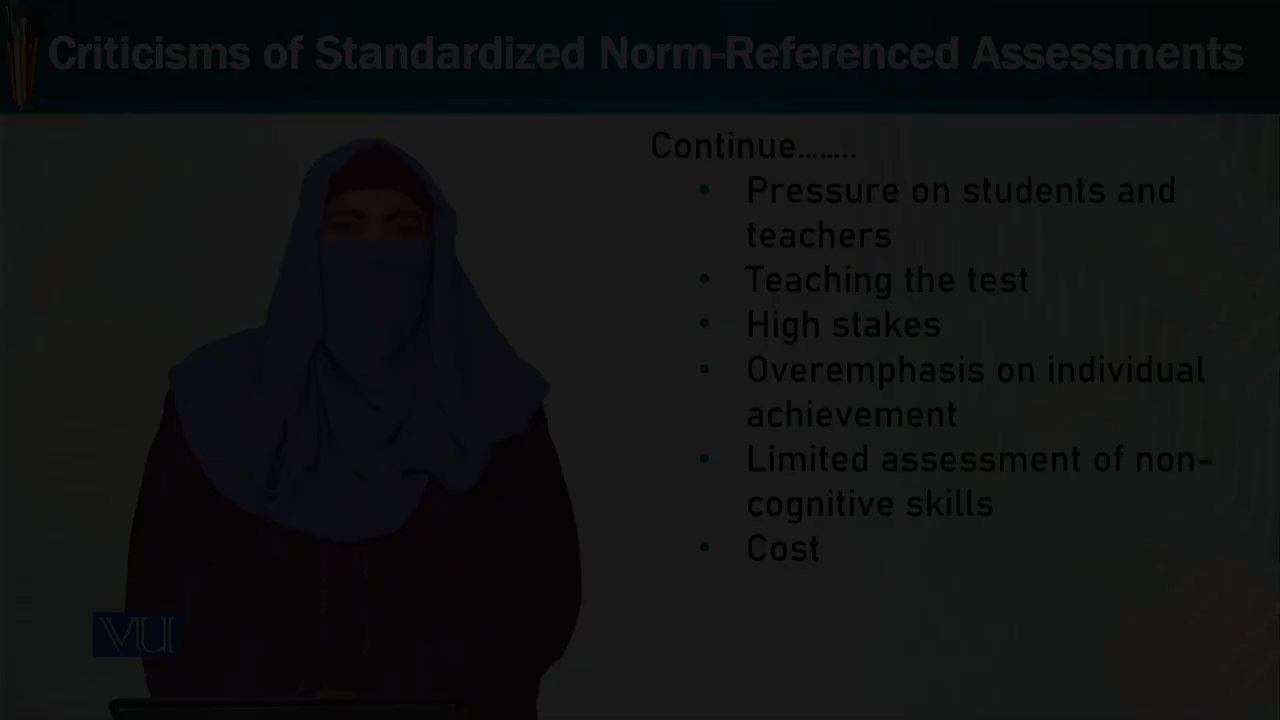 Criticisms of Standardized Norm-Referenced Assessments
Continue........
• Pressure on students and
teachers
• Teaching the test
• High stakes
• Overemphasis on individual
achievement
• Limited assessment of non-
cognitive skills
• Cost
VU